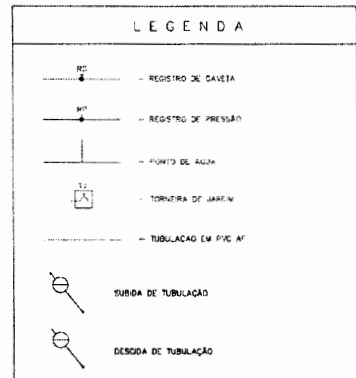 LEGENDA
RG
- REGISTRO DE GAVETA
RP
- REGISTRO DE PRESSÃO
- PONTO DE ÁGUA
TJ
- TORNEIRA DE JARDIM
- TUBULAÇÃO EM PVC AF
SUBIDA DE TUBULAÇÃO
DESCIDA DE TUBULAÇÃO